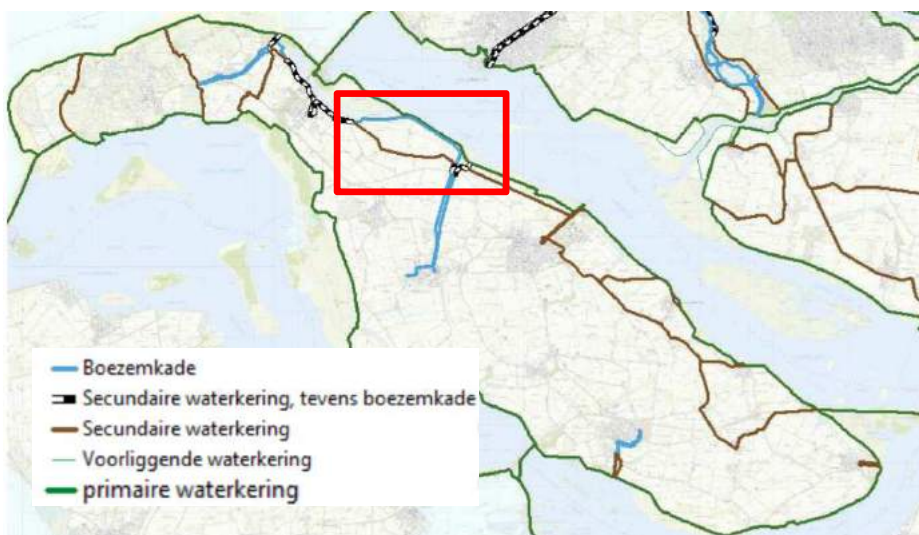 Boezemkade
Secundaire waterkering, tevens boezemkade
Secundaire waterkering
Voorliggende waterkering
primaire waterkering